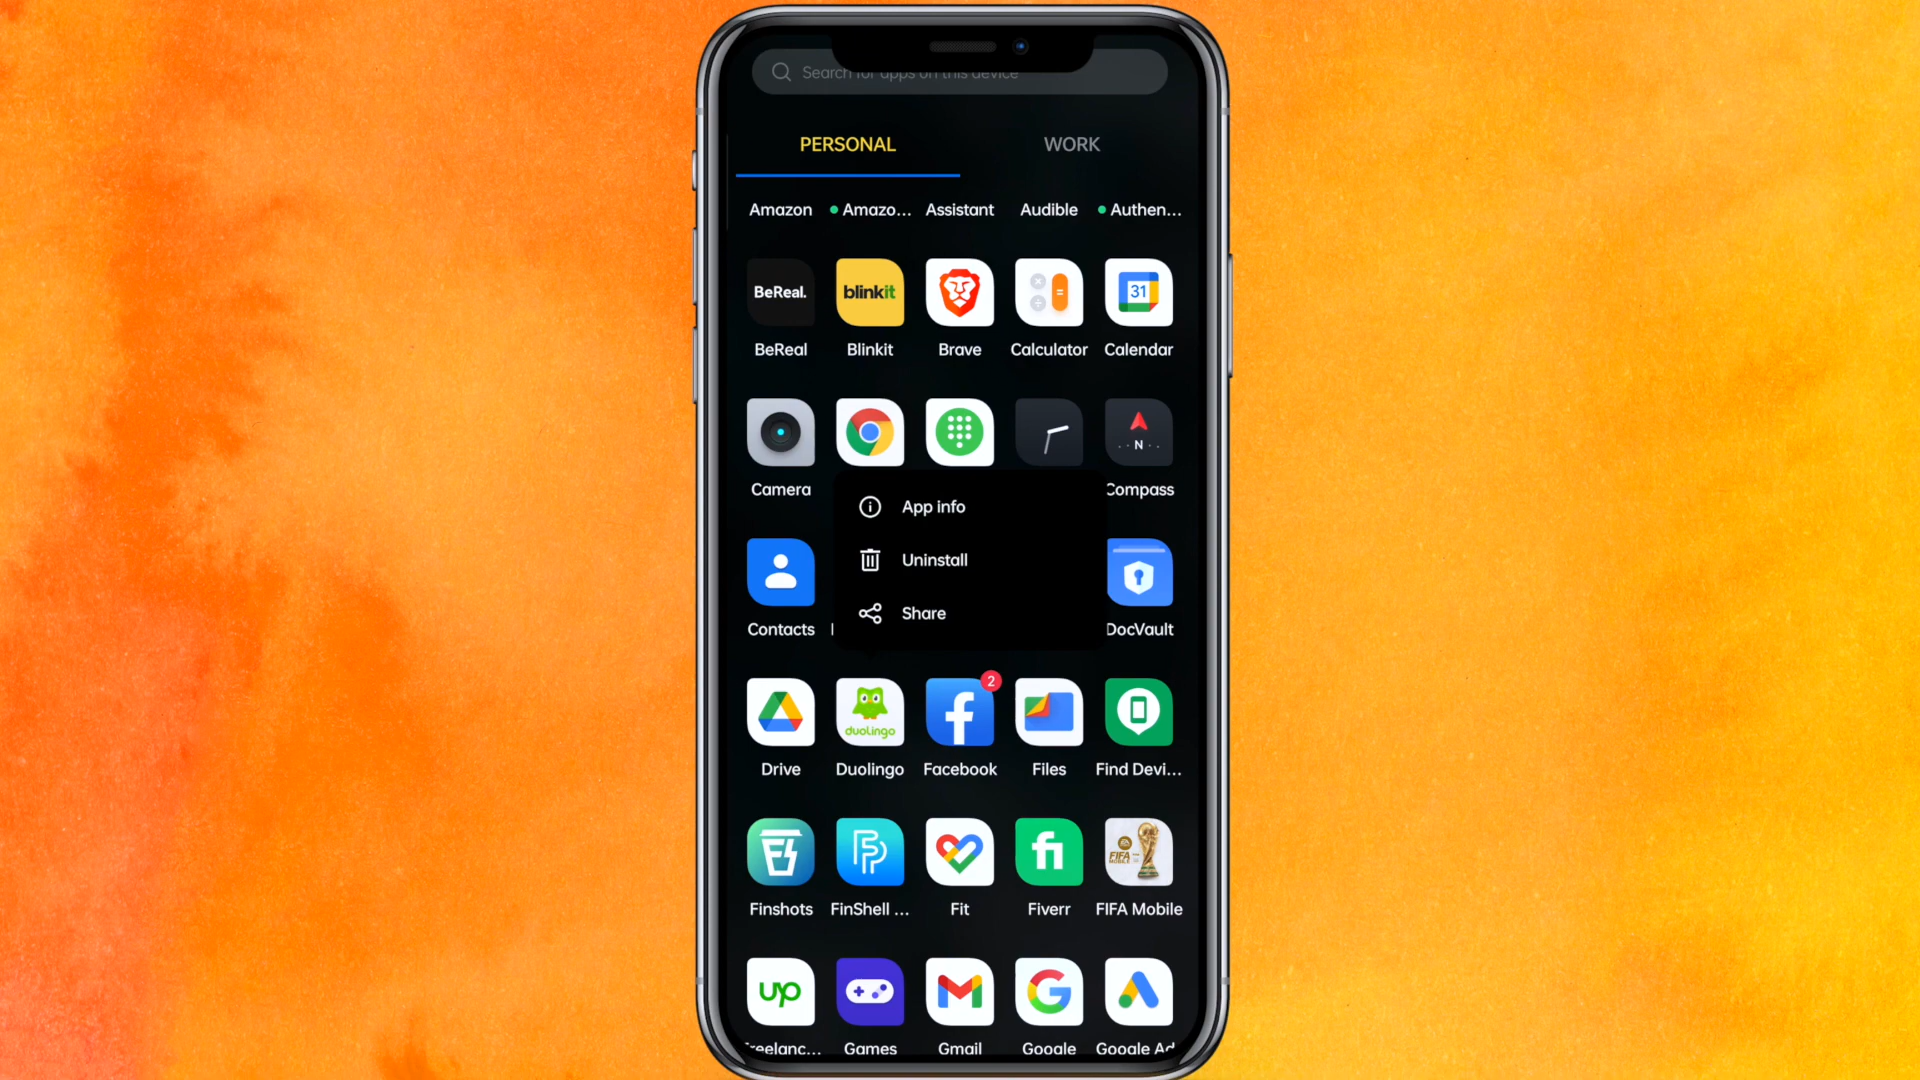 Search for apps on this device
PERSONAL WORK
Amazon Amazo... Assistant Audible Authen...
BeReal. blinkit = 31
BeReal Blinkit Brave Calculator Calendar
N
Camera Compass
App info
Uninstall
Share
Contacts DocVault
2
duolingo
Drive Duolingo Facebook Files Find Devi...
fi FIFA MOBILE
Finshots FinShell ... Fit Fiverr FIFA Mobile
up
reelanc... Games Gmail Google Google Ad